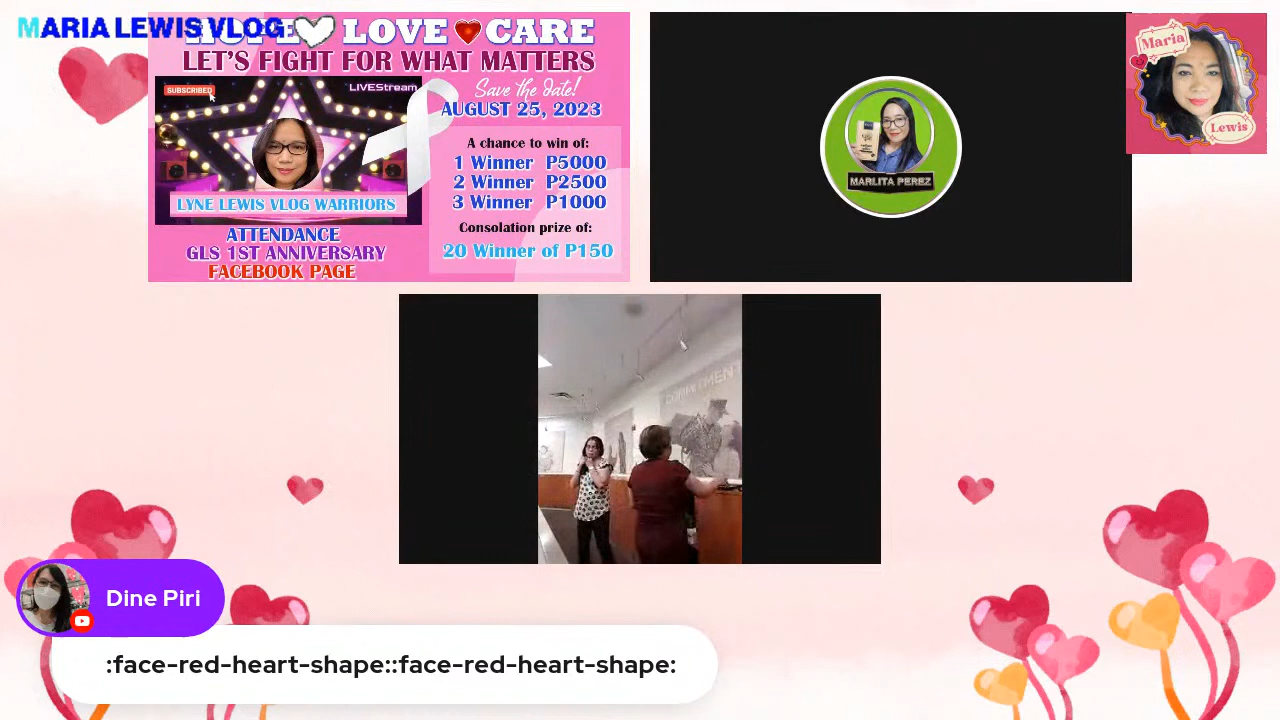 MARIA LEWIS VLOG
HOPE LOVE CARE
LET'S FIGHT FOR WHAT MATTERS
SUBSCRIBED
LIVEStream
Save the date!
AUGUST 25, 2023
A chance to win of:
1 Winner P5000
2 Winner P2500
3 Winner P1000
Consolation prize of:
20 Winner of P150
LYNE LEWIS VLOG WARRIORS
ATTENDANCE
GLS 1ST ANNIVERSARY
FACEBOOK PAGE
MARLITA PEREZ
Maria
Lewis
COMMITMENT
Dine Piri
:face-red-heart-shape::face-red-heart-shape: